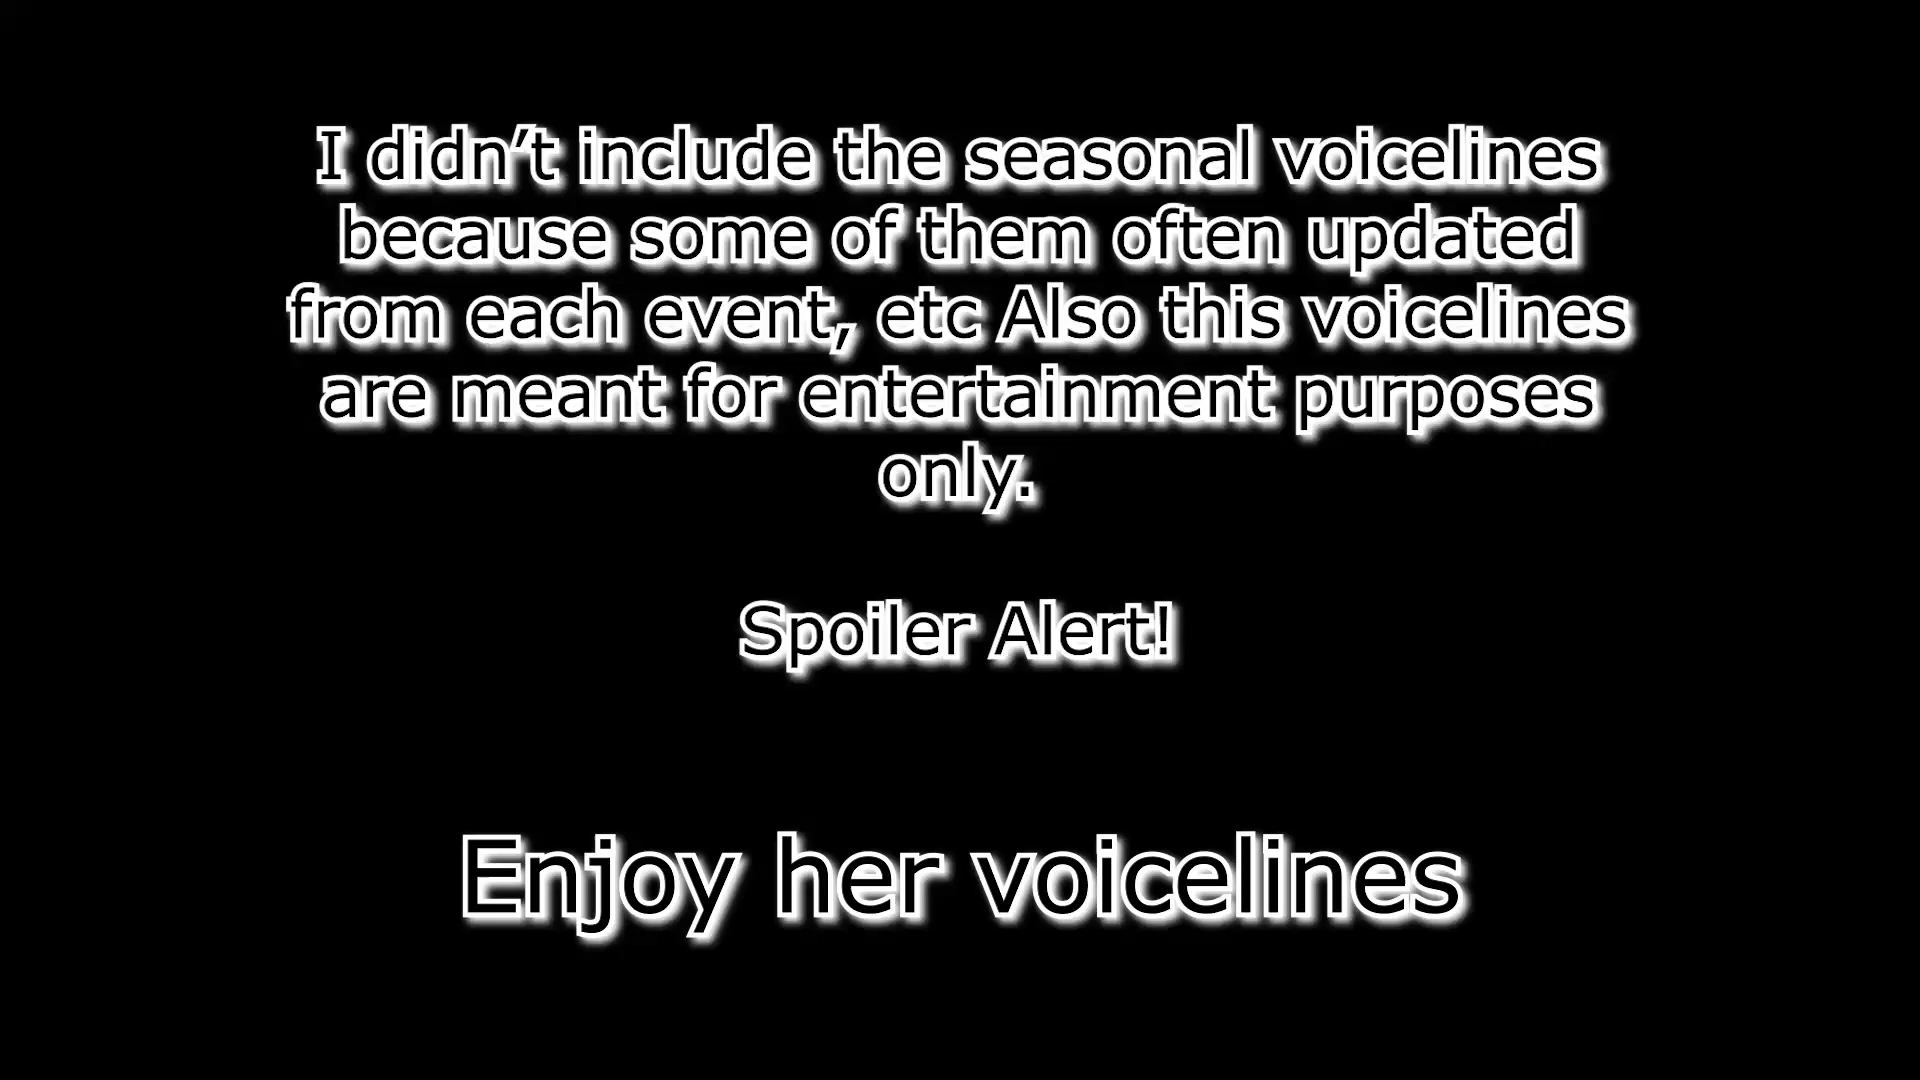 I didn’t include the seasonal voicelines
because some of them often updated
from each event, etc Also this voicelines
are meant for entertainment purposes
only.
Spoiler Alert!
Enjoy her voicelines